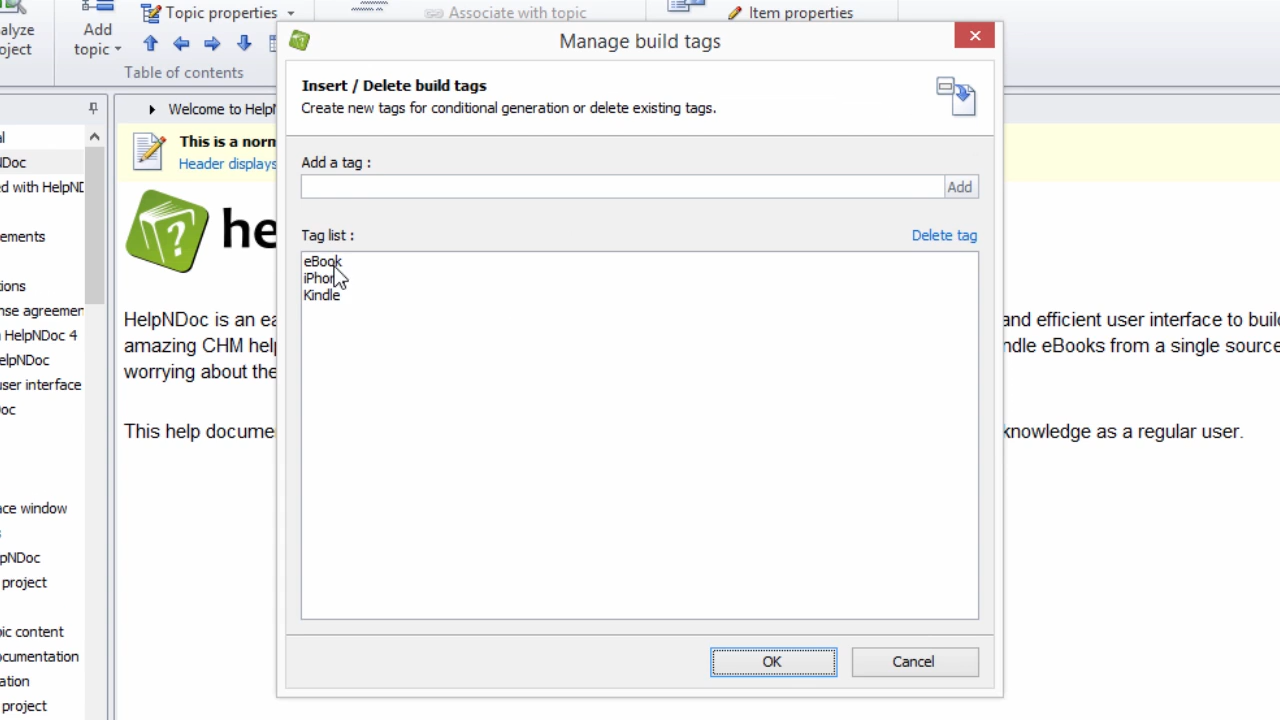 alyze
oject
Add
topic
Topic properties
Table of contents
Associate with topic
Item properties
Manage build tags
Insert / Delete build tags
Create new tags for conditional generation or delete existing tags.
Add a tag :
Add
Tag list :
Delete tag
eBook
iPhon
Kindle
OK
Cancel
Welcome to HelpN
This is a norm
Header displays
he
HelpNDoc is an ea
and efficient user interface to build
amazing CHM help
ndle eBooks from a single source
worrying about the
This help docume
knowledge as a regular user.
al
NDoc
ed with HelpND
ements
ions
nse agreemen
HelpNDoc 4
elpNDoc
user interface
oc
ace window
s
pNDoc
project
pic content
ocumentation
ation
project